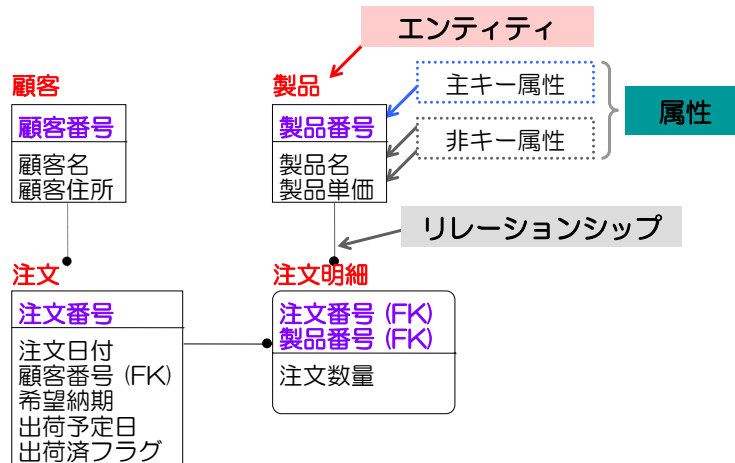 エンティティ
顧客
顧客番号
顧客名
顧客住所
製品
製品番号
製品名
製品単価
主キー属性
非キー属性
属性
リレーションシップ
注文
注文番号
注文日付
顧客番号 (FK)
希望納期
出荷予定日
出荷済フラグ
注文明細
注文番号 (FK)
製品番号 (FK)
注文数量